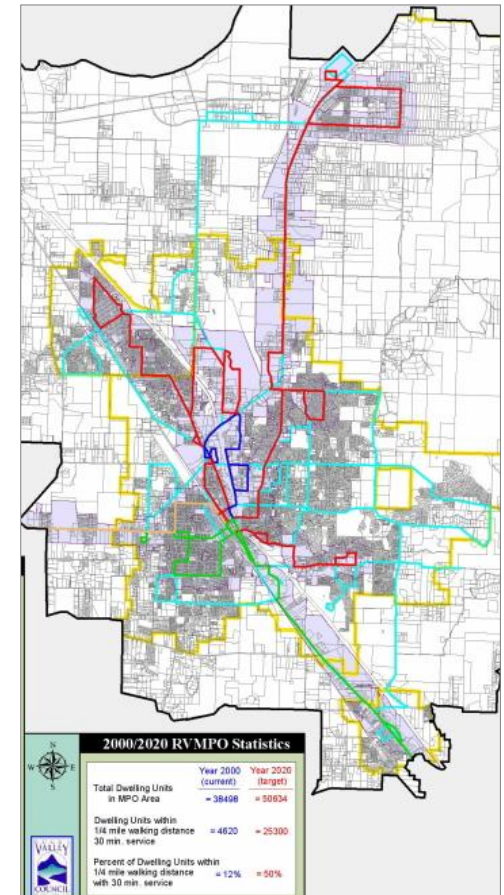 2000/2020 RVMPO Statistics
N
W E
S
Year 2000 Year 2020
(current) (target)
Total Dwelling Units
in MPO Area = 38496 = 50634
Dwelling Units within
1/4 mile walking distance = 4620 = 25300
30 min. service
Percent of Dwelling Units within
1/4 mile walking distance = 12% = 50%
with 30 min. service
VALLEY
COUNCIL